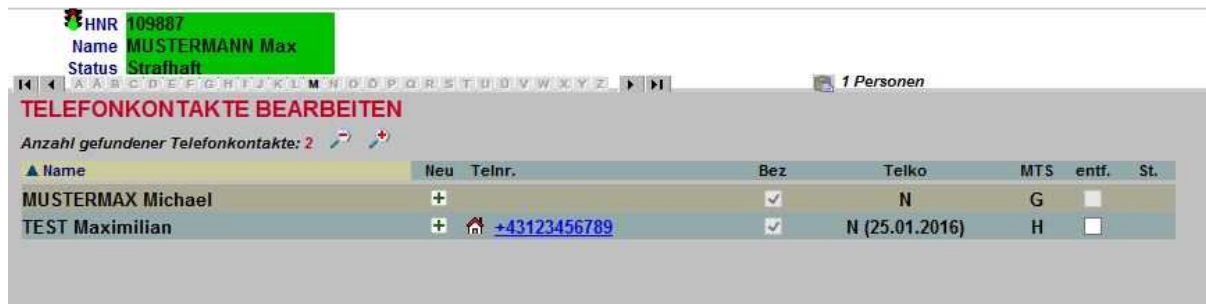 HNR 109887
Name MUSTERMANN Max
Status Strafhaft
A Ä B C D E F G H I J K L M N O Ö P Q R S T U Ü V W X Y Z 1 Personen
TELEFONKONTAKTE BEARBEITEN
Anzahl gefundener Telefonkontakte: 2
Name Neu Telnr. Bez Telko MTS entf. St.
MUSTERMAX Michael N G
TEST Maximilian +43123456789 N (25.01.2016) H